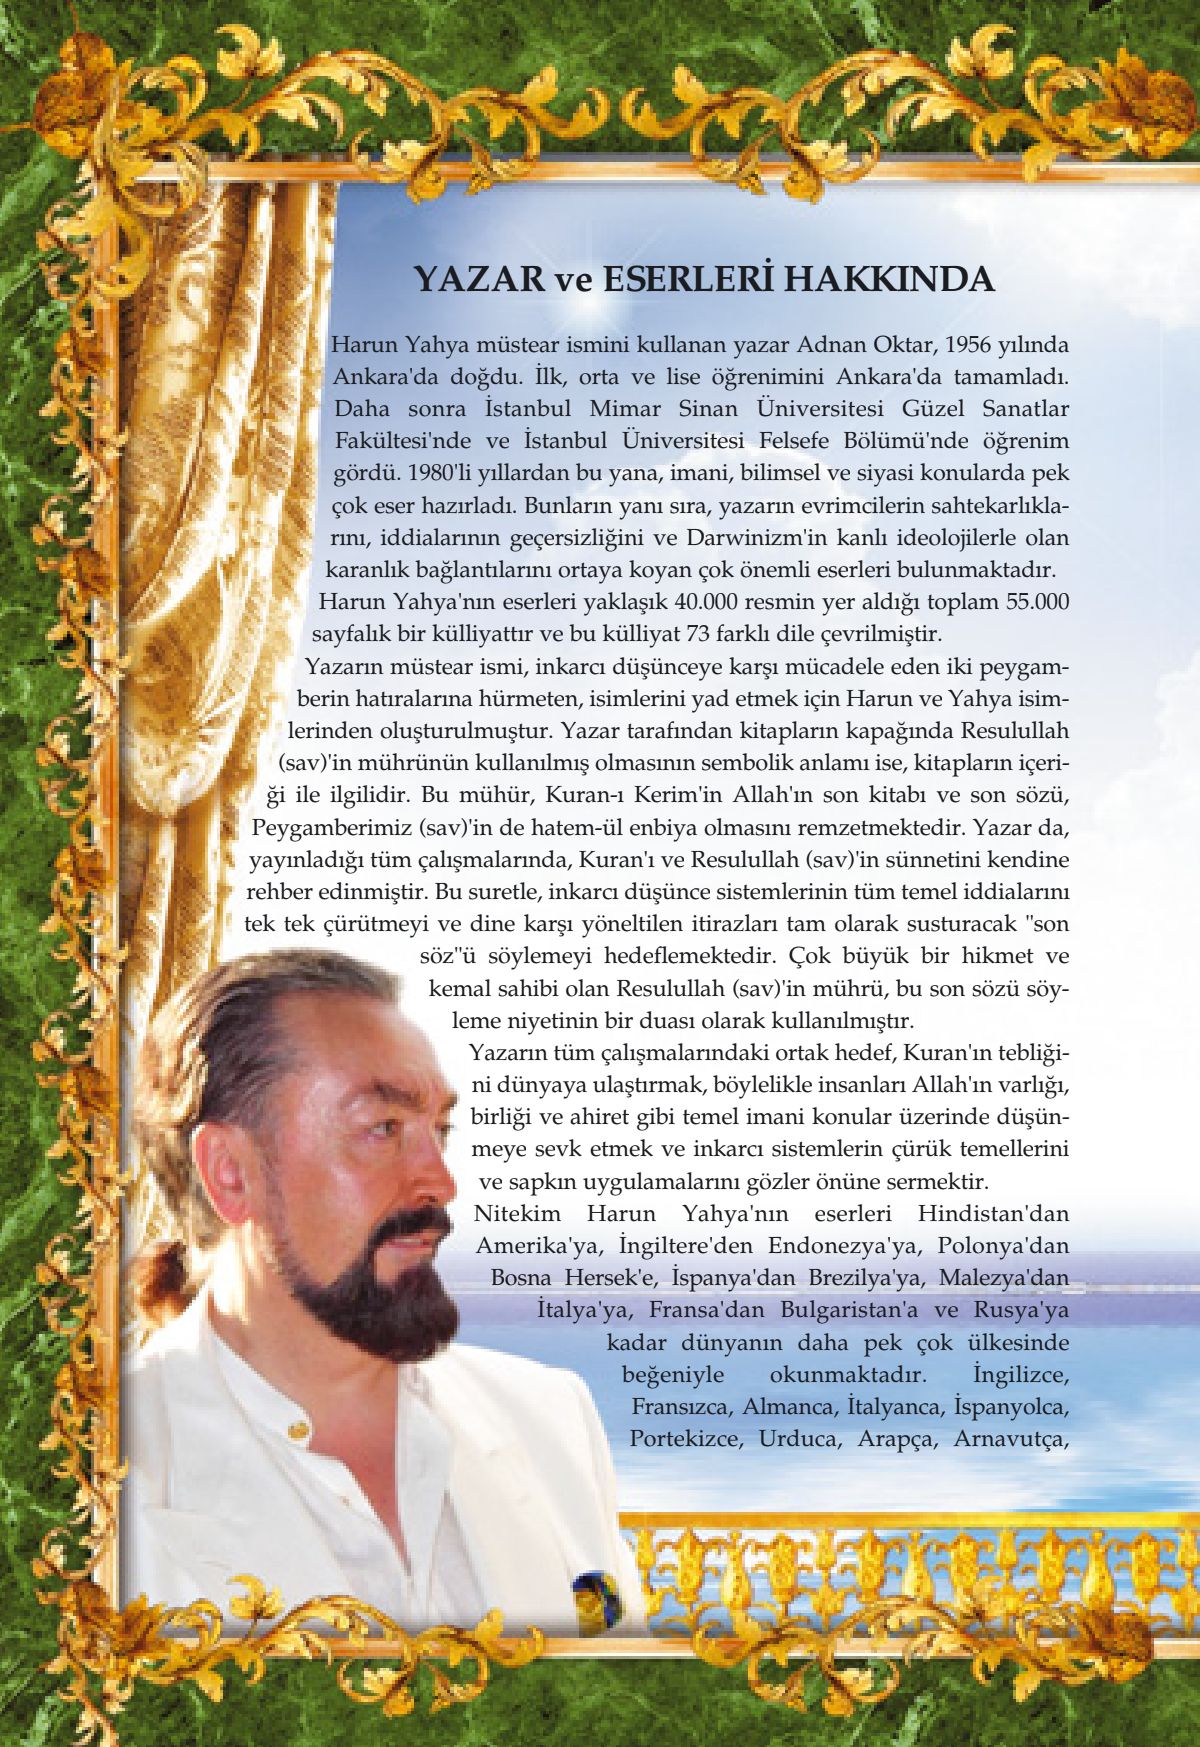 YAZAR ve ESERLERİ HAKKINDA
Harun Yahya müstear ismini kullanan yazar Adnan Oktar, 1956 yılında
Ankara'da doğdu. İlk, orta ve lise öğrenimini Ankara'da tamamladı.
Daha sonra İstanbul Mimar Sinan Üniversitesi Güzel Sanatlar
Fakültesi'nde ve İstanbul Üniversitesi Felsefe Bölümü'nde öğrenim
gördü. 1980'li yıllardan bu yana, imani, bilimsel ve siyasi konularda pek
çok eser hazırladı. Bunların yanı sıra, yazarın evrimcilerin sahtekarlıkla-
rını, iddialarının geçersizliğini ve Darwinizm'in kanlı ideolojilerle olan
karanlık bağlantılarını ortaya koyan çok önemli eserleri bulunmaktadır.
Harun Yahya'nın eserleri yaklaşık 40.000 resmin yer aldığı toplam 55.000
sayfalık bir külliyattır ve bu külliyat 73 farklı dile çevrilmiştir.
Yazarın müstear ismi, inkarcı düşünceye karşı mücadele eden iki peygam-
berin hatıralarına hürmeten, isimlerini yad etmek için Harun ve Yahya isim-
lerinden oluşturulmuştur. Yazar tarafından kitapların kapağında Resulullah
(sav)'in mührünün kullanılmış olmasının sembolik anlamı ise, kitapların içeri-
ği ile ilgilidir. Bu mühür, Kuran-ı Kerim'in Allah'ın son kitabı ve son sözü,
Peygamberimiz (sav)'in de hatem-ül enbiya olmasını remzetmektedir. Yazar da,
yayınladığı tüm çalışmalarında, Kuran'ı ve Resulullah (sav)'in sünnetini kendine
rehber edinmiştir. Bu suretle, inkarcı düşünce sistemlerinin tüm temel iddialarını
tek tek çürütmeyi ve dine karşı yöneltilen itirazları tam olarak susturacak "son
söz"ü söylemeyi hedeflemektedir. Çok büyük bir hikmet ve
kemal sahibi olan Resulullah (sav)'in mührü, bu son sözü söy-
leme niyetinin bir duası olarak kullanılmıştır.
Yazarın tüm çalışmalarındaki ortak hedef, Kuran'ın tebliği-
ni dünyaya ulaştırmak, böylelikle insanları Allah'ın varlığı,
birliği ve ahiret gibi temel imani konular üzerinde düşün-
meye sevk etmek ve inkarcı sistemlerin çürük temellerini
ve sapkın uygulamalarını gözler önüne sermektir.
Nitekim Harun Yahya'nın eserleri Hindistan'dan
Amerika'ya, İngiltere'den Endonezya'ya, Polonya'dan
Bosna Hersek'e, İspanya'dan Brezilya'ya, Malezya'dan
İtalya'ya, Fransa'dan Bulgaristan'a ve Rusya'ya
kadar dünyanın daha pek çok ülkesinde
beğeniyle okunmaktadır. İngilizce,
Fransızca, Almanca, İtalyanca, İspanyolca,
Portekizce, Urduca, Arapça, Arnavutça,